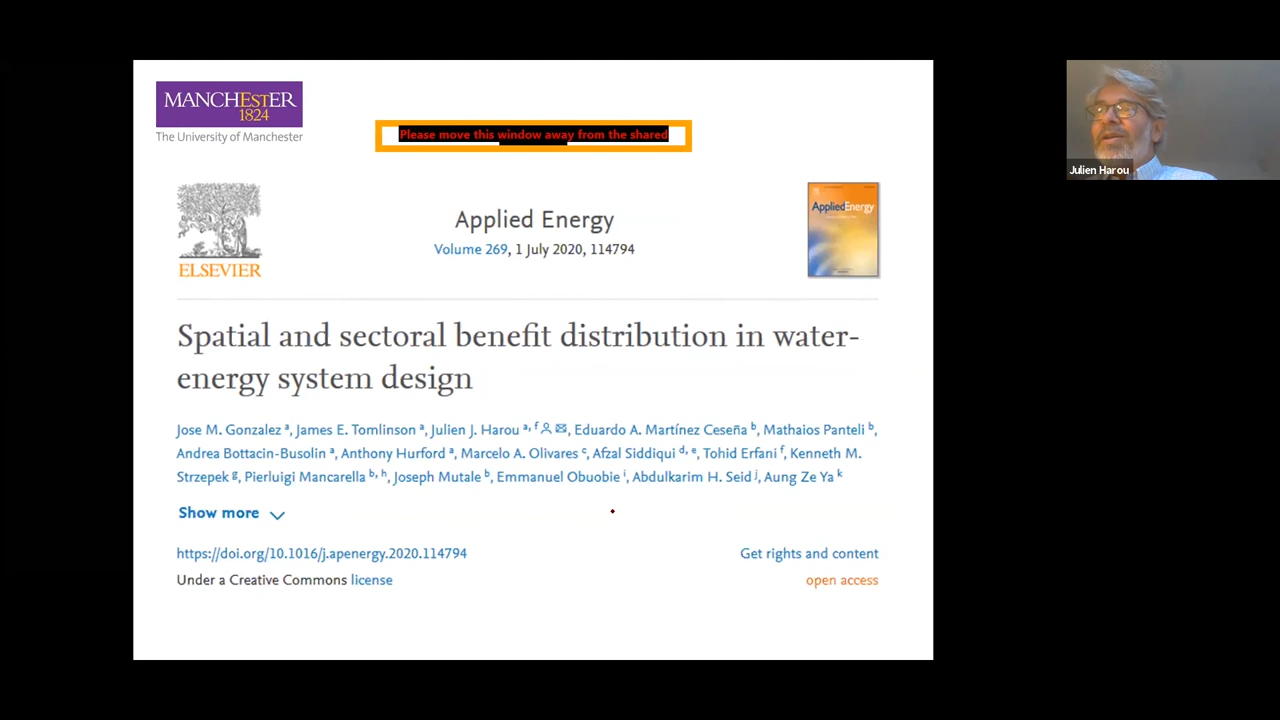 MANCHESTER
1824
The University of Manchester
Please move this window away from the shared
ELSEVIER
Applied Energy
Volume 269, 1 July 2020, 114794
AppliedEnergy
Julien Harou
Spatial and sectoral benefit distribution in water-
energy system design
Jose M. Gonzalez a, James E. Tomlinson a, Julien J. Harou a, f, Eduardo A. Martínez Ceseña b, Mathaios Panteli b,
Andrea Bottacin-Busolin a, Anthony Hurford a, Marcelo A. Olivares c, Afzal Siddiqui d, e, Tohid Erfani f, Kenneth M.
Strzepek g, Pierluigi Mancarella b, h, Joseph Mutale b, Emmanuel Obuobie i, Abdulkarim H. Seid j, Aung Ze Ya k
Show more
https://doi.org/10.1016/j.apenergy.2020.114794
Get rights and content
Under a Creative Commons license
open access